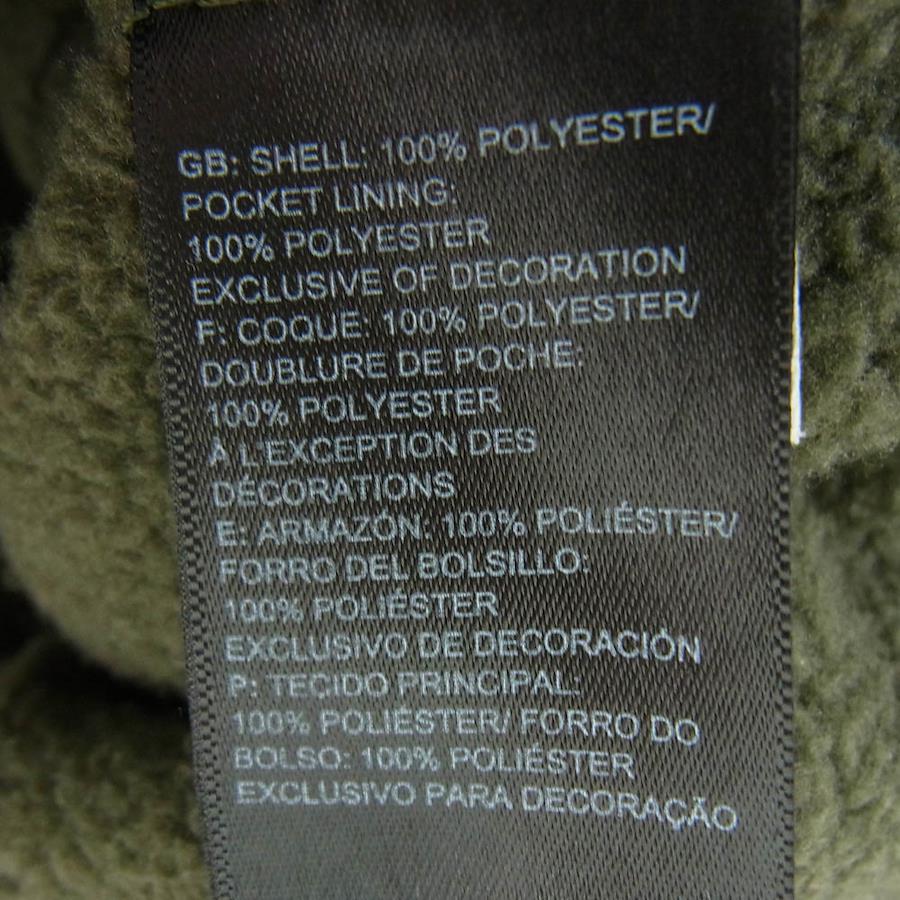 GB: SHELL: 100% POLYESTER/
POCKET LINING:
100% POLYESTER
EXCLUSIVE OF DECORATION
F: COQUE: 100% POLYESTER/
DOUBLURE DE POCHE:
100% POLYESTER
À L'EXCEPTION DES
DÉCORATIONS
E: ARMAZÓN: 100% POLIÉSTER/
FORRO DEL BOLSILLO:
100% POLIÉSTER
EXCLUSIVO DE DECORACIÓN
P: TECIDO PRINCIPAL:
100% POLIÉSTER/ FORRO DO
BOLSO: 100% POLIÉSTER
EXCLUSIVO PARA DECORAÇÃO